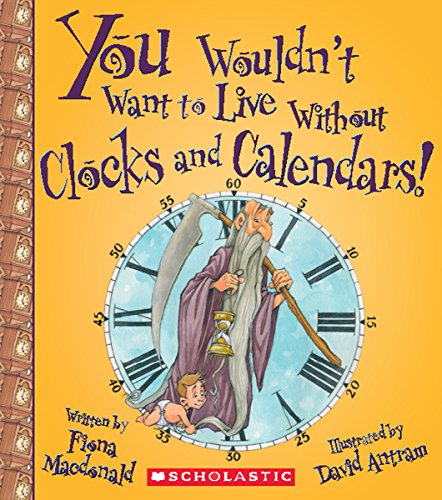 You Wouldn't
Want to Live Without
Clocks and Calendars!
60
55
5
50
10
45
15
40
20
35
25
30
Written by
Fiona
Macdonald
Illustrated by
David Antram
SCHOLASTIC